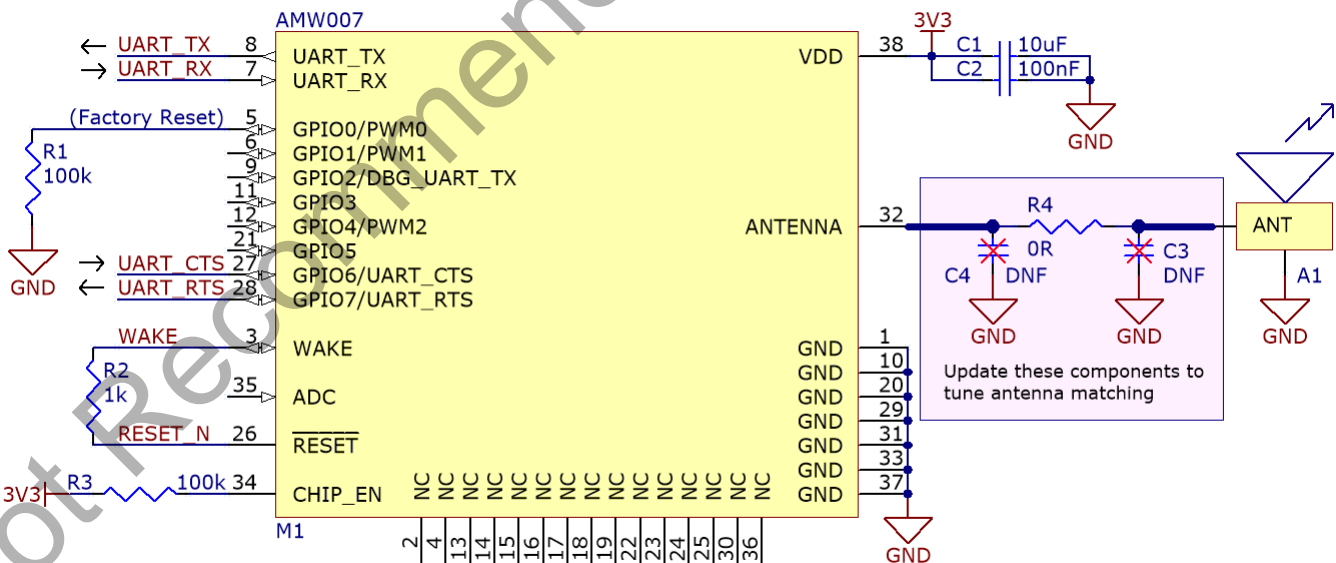 AMW007
UART_TX 8 UART_TX
UART_RX 7 UART_RX
(Factory Reset) 5 GPIO0/PWM0
6 GPIO1/PWM1
9 GPIO2/DBG_UART_TX
11 GPIO3
12 GPIO4/PWM2
21 GPIO5
UART_CTS 27 GPIO6/UART_CTS
UART_RTS 28 GPIO7/UART_RTS
R1
100k
GND
WAKE 3 WAKE
R2
1k
35 ADC
RESET_N 26 RESET
3V3 R3 100k 34 CHIP_EN
M1
NC NC NC NC NC NC NC NC NC NC NC NC NC NC NC
2 4 13 14 15 16 17 18 19 22 23 24 25 30 36
VDD 38
3V3
C1 10uF
C2 100nF
GND
ANTENNA 32
R4
0R
C4 DNF
GND
C3
DNF
GND
Update these components to
tune antenna matching
ANT
A1
GND
GND 1
GND 10
GND 20
GND 29
GND 31
GND 33
GND 37
GND
ot Recommen